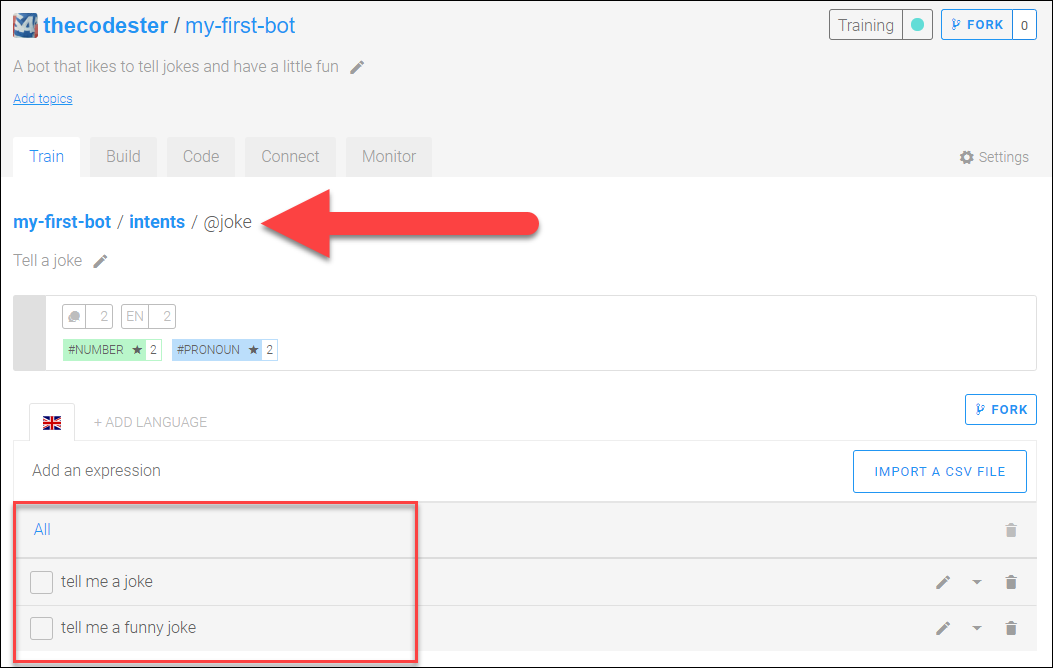 thecodester / my-first-bot
Training
FORK 0
A bot that likes to tell jokes and have a little fun
Add topics
Train Build Code Connect Monitor Settings
my-first-bot / intents / @joke
Tell a joke
2 EN 2
#NUMBER ★ 2 #PRONOUN ★ 2
+ ADD LANGUAGE
FORK
Add an expression
IMPORT A CSV FILE
All
tell me a joke
tell me a funny joke